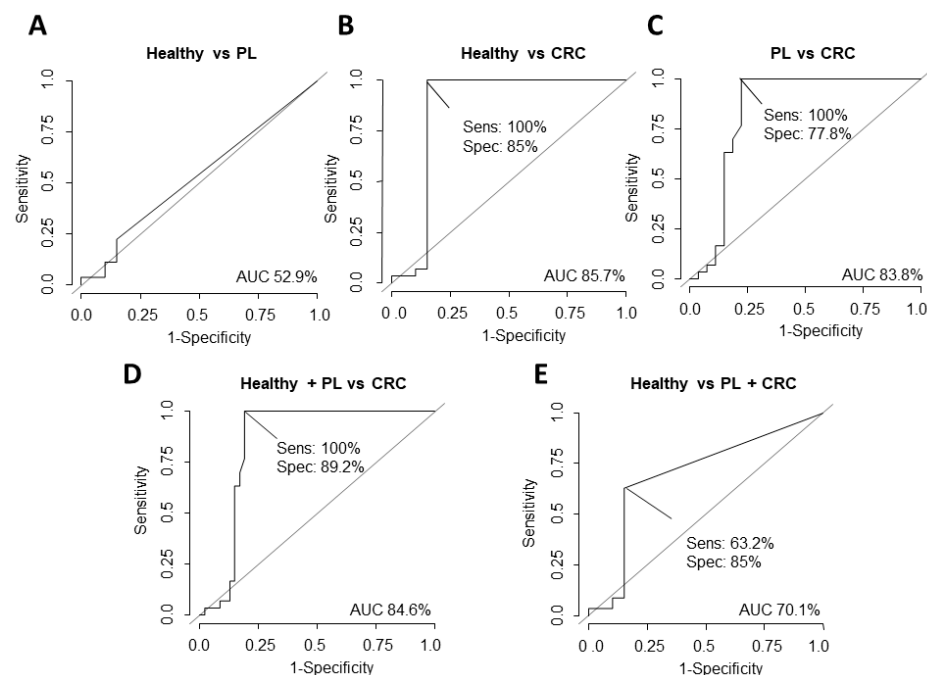 A
Healthy vs PL
Sensitivity
0.0 0.25 0.5 0.75 1.0
AUC 52.9%
0.0 0.25 0.5 0.75 1.0
1-Specificity
B
Healthy vs CRC
Sensitivity
0.0 0.25 0.5 0.75 1.0
Sens: 100%
Spec: 85%
AUC 85.7%
0.0 0.25 0.5 0.75 1.0
1-Specificity
C
PL vs CRC
Sensitivity
0.0 0.25 0.5 0.75 1.0
Sens: 100%
Spec: 77.8%
AUC 83.8%
0.0 0.25 0.5 0.75 1.0
1-Specificity
D
Healthy + PL vs CRC
Sensitivity
0.0 0.25 0.5 0.75 1.0
Sens: 100%
Spec: 89.2%
AUC 84.6%
0.0 0.25 0.5 0.75 1.0
1-Specificity
E
Healthy vs PL + CRC
Sensitivity
0.0 0.25 0.5 0.75 1.0
Sens: 63.2%
Spec: 85%
AUC 70.1%
0 .0 0.25 0.5 0.75 1.0
1-Specificity